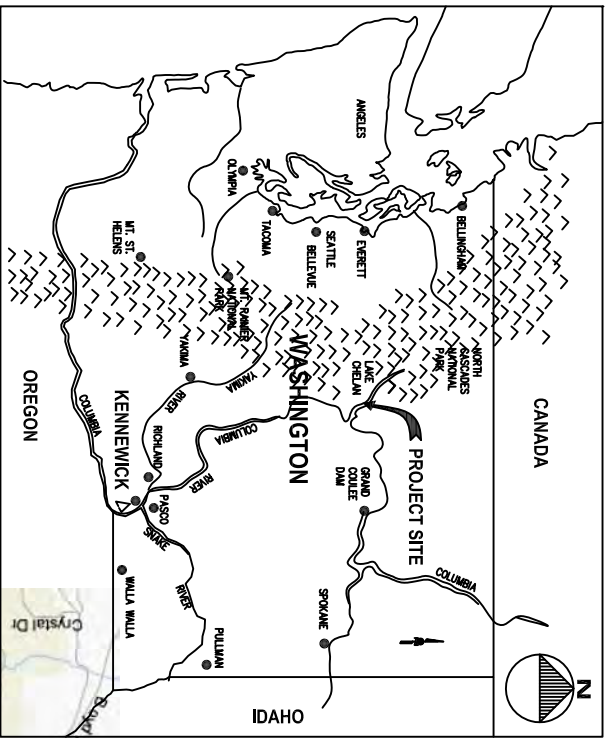 CANADA
N
BELLINGHAM
NORTH
CASCADES
NATIONAL
PARK
ANGELES
EVERETT
SEATTLE
BELLEVUE
TACOMA
OLYMPIA
LAKE
CHELAN
PROJECT SITE
GRAND
COULEE
DAM
COLUMBIA
SPOKANE
WASHINGTON
MT. RAINIER
NATIONAL
PARK
MT. ST.
HELENS
YAKIMA
YAKIMA
RIVER
COLUMBIA
RIVER
RICHLAND
KENNEWICK
PASCO
SNAKE
RIVER
PULLMAN
WALLA WALLA
COLUMBIA
OREGON
IDAHO
Crystal Dr